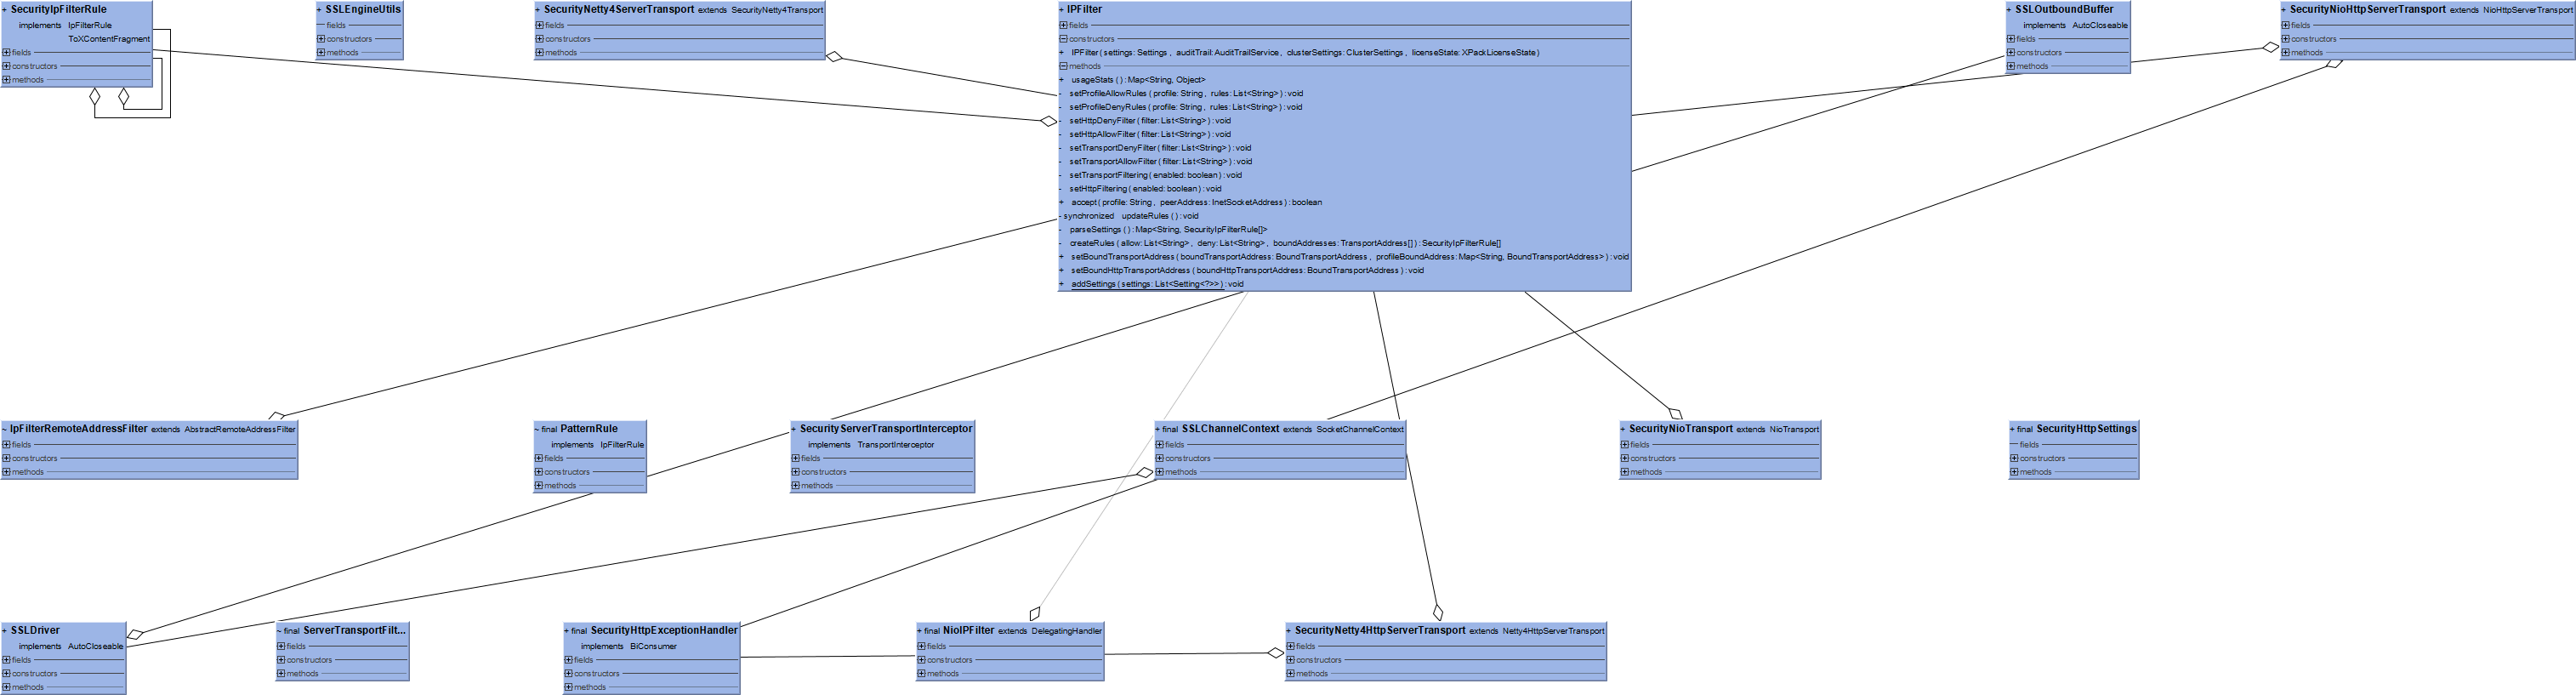 + SecurityIpFilterRule
implements IpFilterRule
ToXContentFragment
fields
constructors
methods
+ SSLEngineUtils
fields
constructors
methods
+ SecurityNetty4ServerTransport extends SecurityNetty4Transport
fields
constructors
methods
+ IPFilter
fields
constructors
+ IPFilter ( settings: Settings , auditTrail: AuditTrailService , clusterSettings: ClusterSettings , licenseState: XPackLicenseState )
methods
+ usageStats ( ) : Map<String, Object>
- setProfileAllowRules ( profile: String , rules: List<String> ) : void
- setProfileDenyRules ( profile: String , rules: List<String> ) : void
- setHttpDenyFilter ( filter: List<String> ) : void
- setHttpAllowFilter ( filter: List<String> ) : void
- setTransportDenyFilter ( filter: List<String> ) : void
- setTransportAllowFilter ( filter: List<String> ) : void
- setTransportFiltering ( enabled: boolean ) : void
- setHttpFiltering ( enabled: boolean ) : void
+ accept ( profile: String , peerAddress: InetSocketAddress ) : boolean
- synchronized updateRules ( ) : void
- parseSettings ( ) : Map<String, SecurityIpFilterRule[]>
- createRules ( allow: List<String> , deny: List<String> , boundAddresses: TransportAddress[] ) : SecurityIpFilterRule[]
+ setBoundTransportAddress ( boundTransportAddress: BoundTransportAddress , profileBoundAddress: Map<String, BoundTransportAddress> ) : void
+ setBoundHttpTransportAddress ( boundHttpTransportAddress: BoundTransportAddress ) : void
+ addSettings ( settings: List<Setting<?>> ) : void
+ SSLOutboundBuffer
implements AutoCloseable
fields
constructors
methods
+ SecurityNioHttpServerTransport extends NioHttpServerTransport
fields
constructors
methods
~ IpFilterRemoteAddressFilter extends AbstractRemoteAddressFilter
fields
constructors
methods
~ final PatternRule
implements IpFilterRule
fields
constructors
methods
+ SecurityServerTransportInterceptor
implements TransportInterceptor
fields
constructors
methods
+ final SSLChannelContext extends SocketChannelContext
fields
constructors
methods
+ SecurityNioTransport extends NioTransport
fields
constructors
methods
+ final SecurityHttpSettings
fields
constructors
methods
+ SSLDriver
implements AutoCloseable
fields
constructors
methods
~ final ServerTransportFilt...
fields
constructors
methods
+ final SecurityHttpExceptionHandler
implements BiConsumer
fields
constructors
methods
+ final NioIPFilter extends DelegatingHandler
fields
constructors
methods
+ SecurityNetty4HttpServerTransport extends Netty4HttpServerTransport
fields
constructors
methods